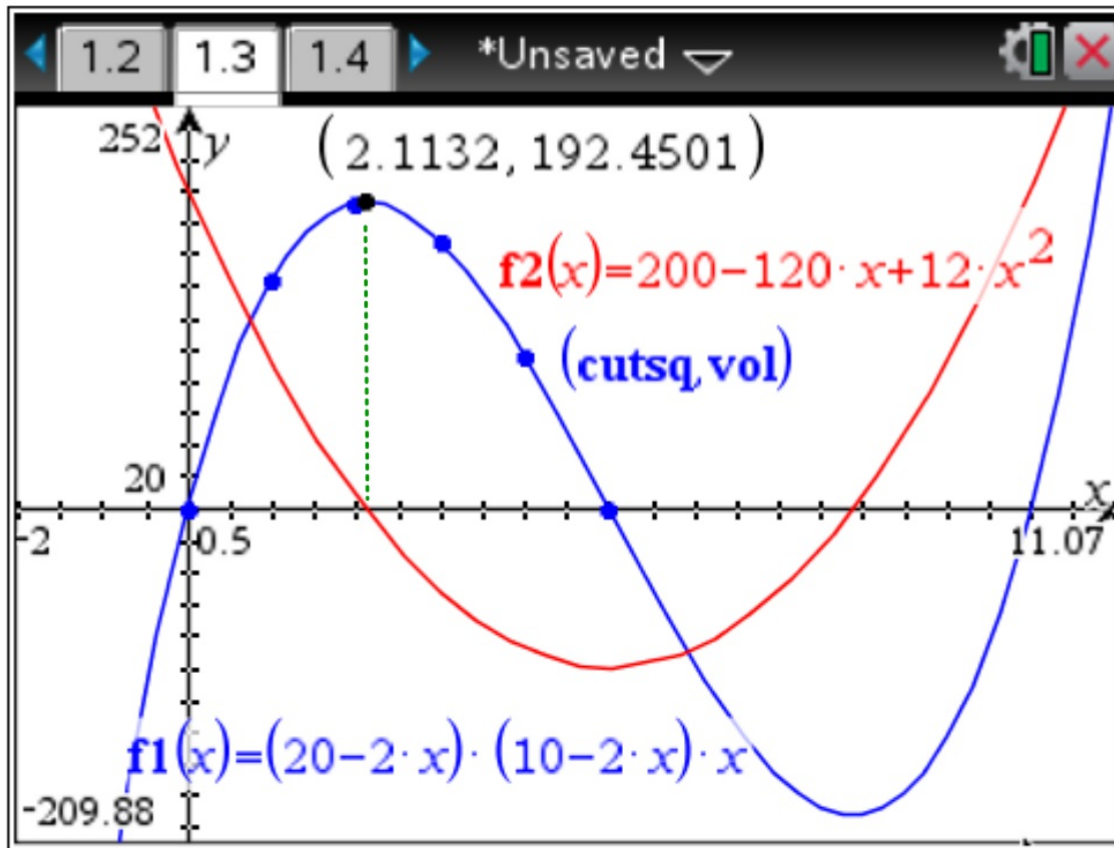 1.2 1.3 1.4 *Unsaved
252 y
(2.1132, 192.4501)
f2(x)=200-120·x+12·x²
(cutsq,vol)
20
x
-2 0.5 11.07
f1(x)=(20-2·x)·(10-2·x)·x
-209.88